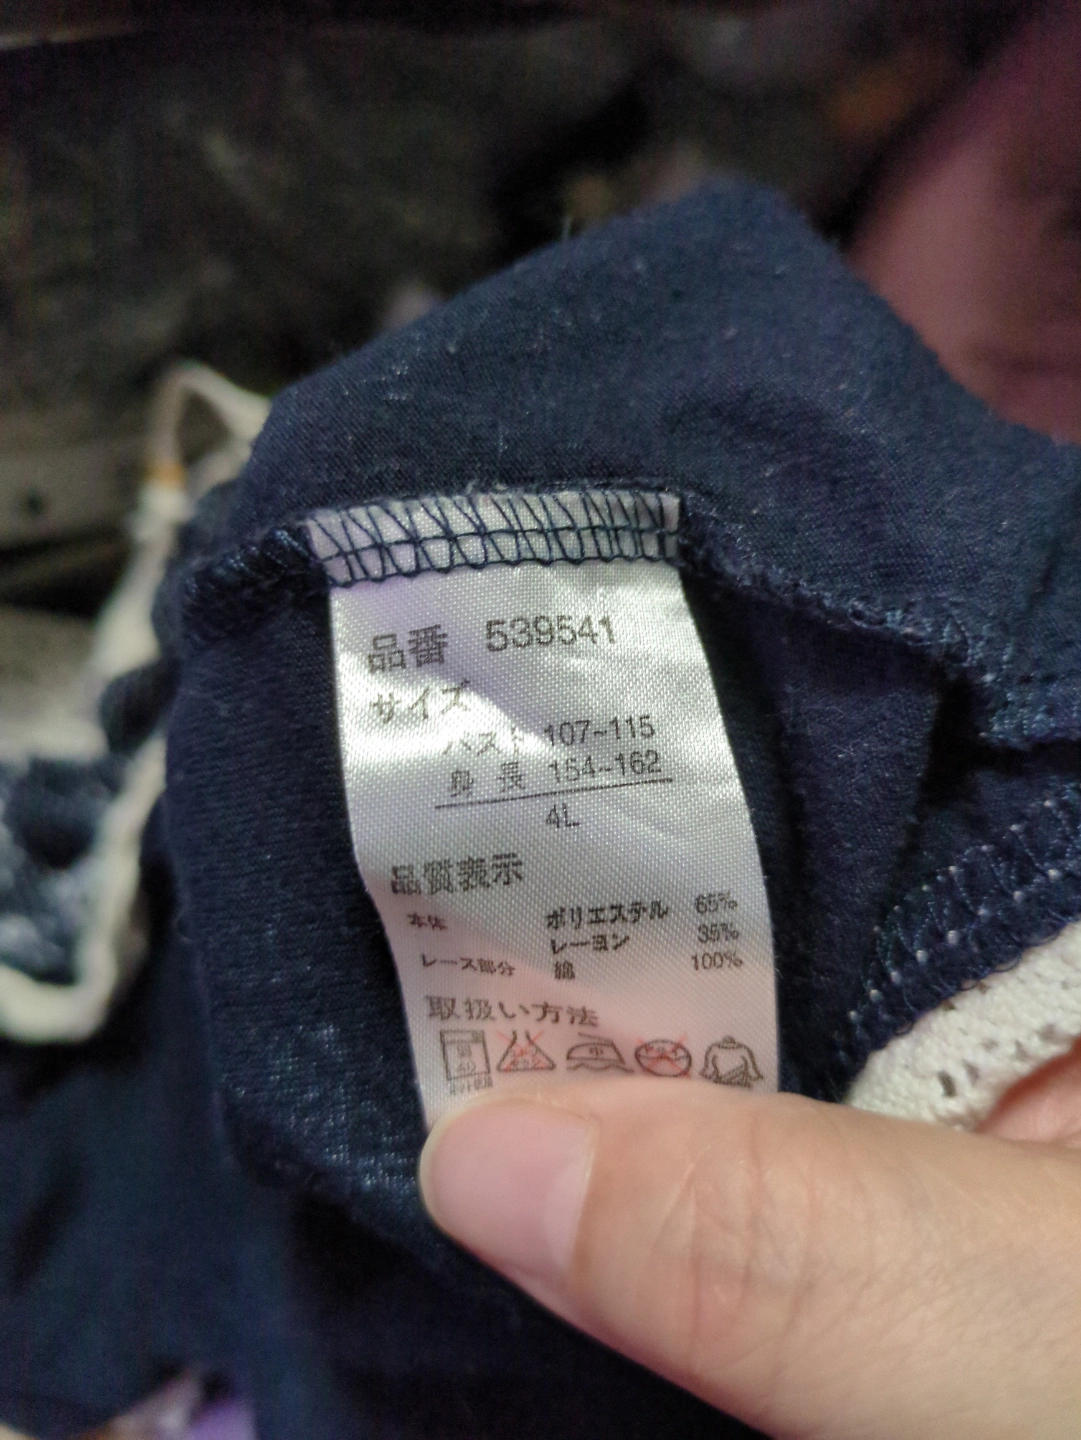 品番 539541
サイズ
バスト 107~115
身長 154~162
4L
品質表示
本体 ポリエステル 65%
レーヨン 35%
レース部分 綿 100%
取扱い方法
中